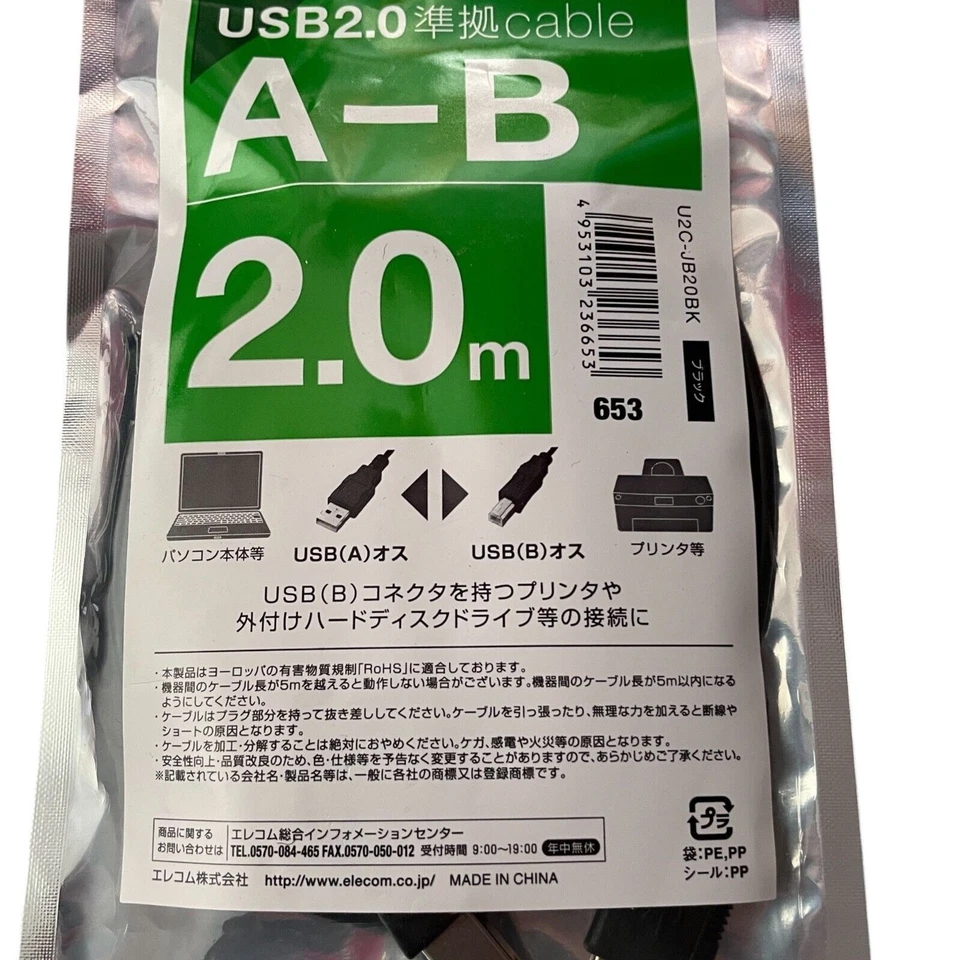 USB2.0準拠cable
A-B
2.0m
4 953103 236653
653
U2C-JB20BK
ブラック
パソコン本体等
USB(A)オス
USB(B)オス
プリンタ等
USB(B)コネクタを持つプリンタや
外付けハードディスクドライブ等の接続に
・本製品はヨーロッパの有害物質規制「RoHS」に適合しております。
・機器間のケーブル長が5mを越えると動作しない場合がございます。機器間のケーブル長が5m以内になる
ようにしてください。
・ケーブルはプラグ部分を持って抜き差ししてください。ケーブルを引っ張ったり、無理な力を加えると断線や
ショートの原因となります。
・ケーブルを加工・分解することは絶対におやめください。ケガ、感電や火災等の原因となります。
・安全性向上・品質改良のため、色・仕様等を予告なく変更することがありますので、あらかじめご了承ください。
※記載されている会社名・製品名等は、一般に各社の商標又は登録商標です。
商品に関する
お問い合わせは
エレコム総合インフォメーションセンター
TEL.0570-084-465 FAX.0570-050-012 受付時間 9:00~19:00 年中無休
エレコム株式会社 http://www.elecom.co.jp/ MADE IN CHINA
プラ
袋:PE,PP
シール:PP